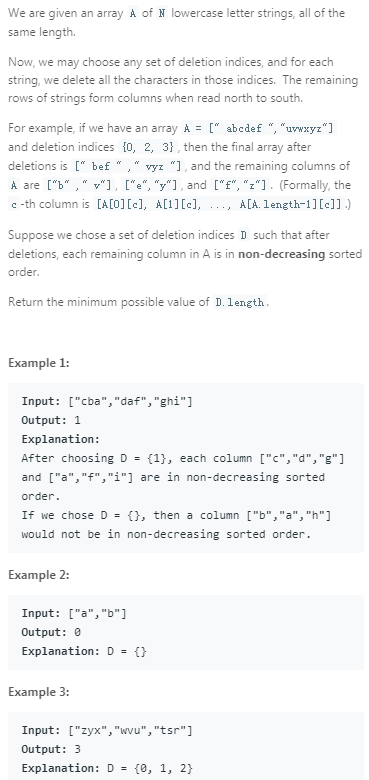 We are given an array A of N lowercase letter strings, all of the
same length.
Now, we may choose any set of deletion indices, and for each
string, we delete all the characters in those indices. The remaining
rows of strings form columns when read north to south.
For example, if we have an array A = [" abcdef ","uvwxyz"]
and deletion indices {0, 2, 3} , then the final array after
deletions is [" bef " ," vyz "] , and the remaining columns of
A are ["b" ," v"] , ["e","y"] , and ["f","z"] . (Formally, the
c -th column is [A[0][c], A[1][c], ..., A[A.length-1][c]] .)
Suppose we chose a set of deletion indices D such that after
deletions, each remaining column in A is in non-decreasing sorted
order.
Return the minimum possible value of D.length .
Example 1:
Input: ["cba","daf","ghi"]
Output: 1
Explanation:
After choosing D = {1}, each column ["c","d","g"]
and ["a","f","i"] are in non-decreasing sorted
order.
If we chose D = {}, then a column ["b","a","h"]
would not be in non-decreasing sorted order.
Example 2:
Input: ["a","b"]
Output: 0
Explanation: D = {}
Example 3:
Input: ["zyx","wvu","tsr"]
Output: 3
Explanation: D = {0, 1, 2}